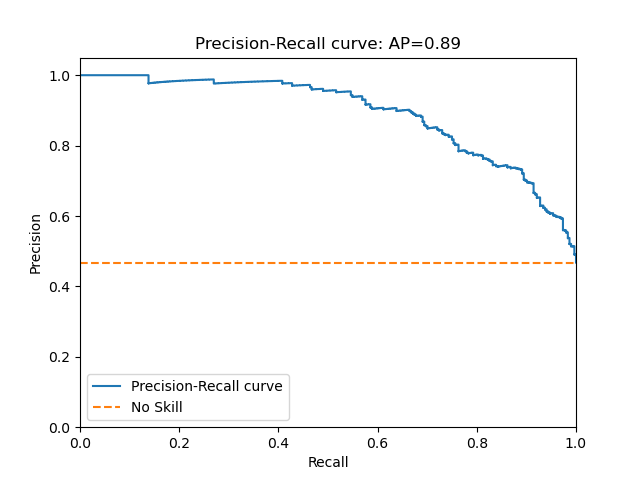 Precision-Recall curve: AP=0.89
1.0
0.8
0.6
0.4
0.2
0.0
Precision
Precision-Recall curve
No Skill
0.0 0.2 0.4 0.6 0.8 1.0
Recall